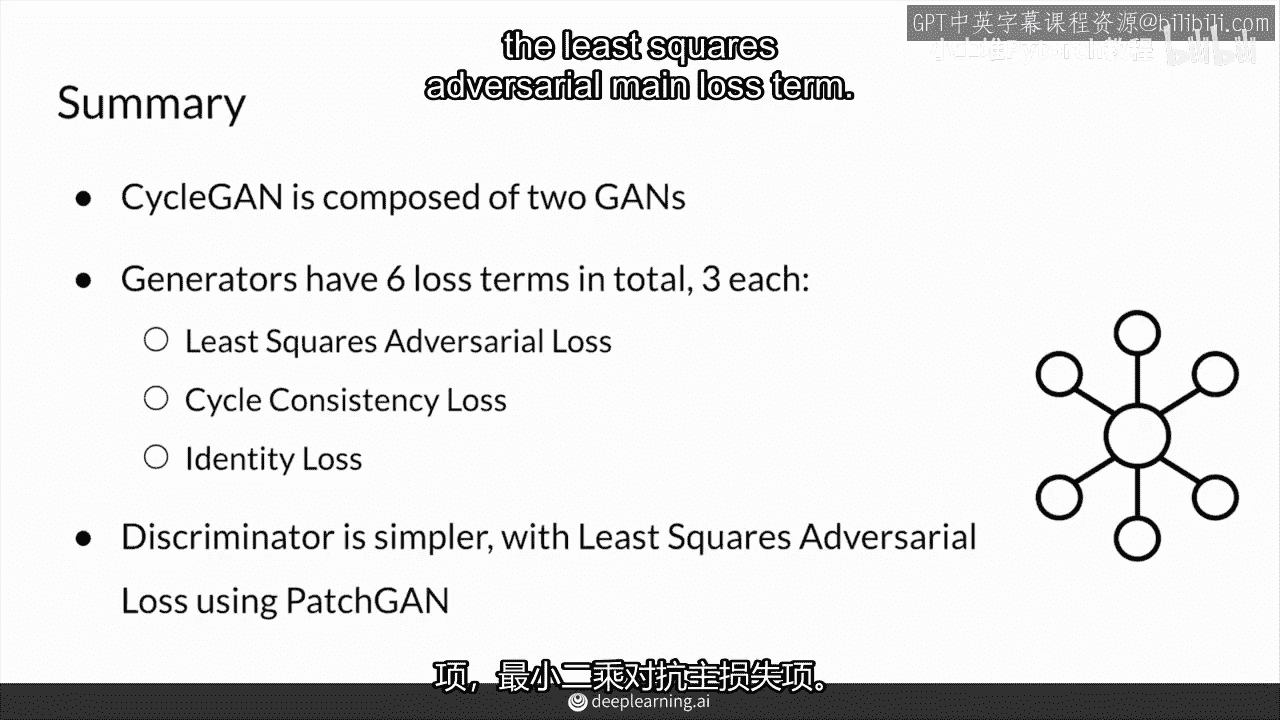 GPT中英字幕课程资源@bilibili.com
the least squares
adversarial main loss term.
Summary
● CycleGAN is composed of two GANs
● Generators have 6 loss terms in total, 3 each:
○ Least Squares Adversarial Loss
○ Cycle Consistency Loss
○ Identity Loss
● Discriminator is simpler, with Least Squares Adversarial
Loss using PatchGAN
项，最小二乘对抗主损失项。
deeplearning.ai